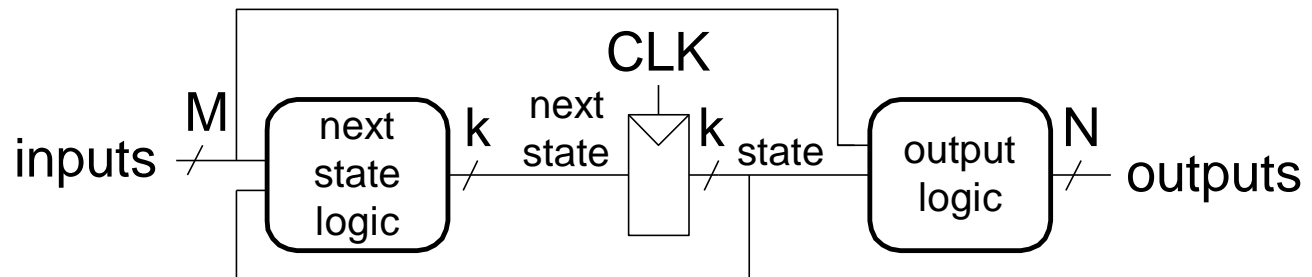 inputs
M
next
state
logic
k
next
state
CLK
k
state
output
logic
N
outputs